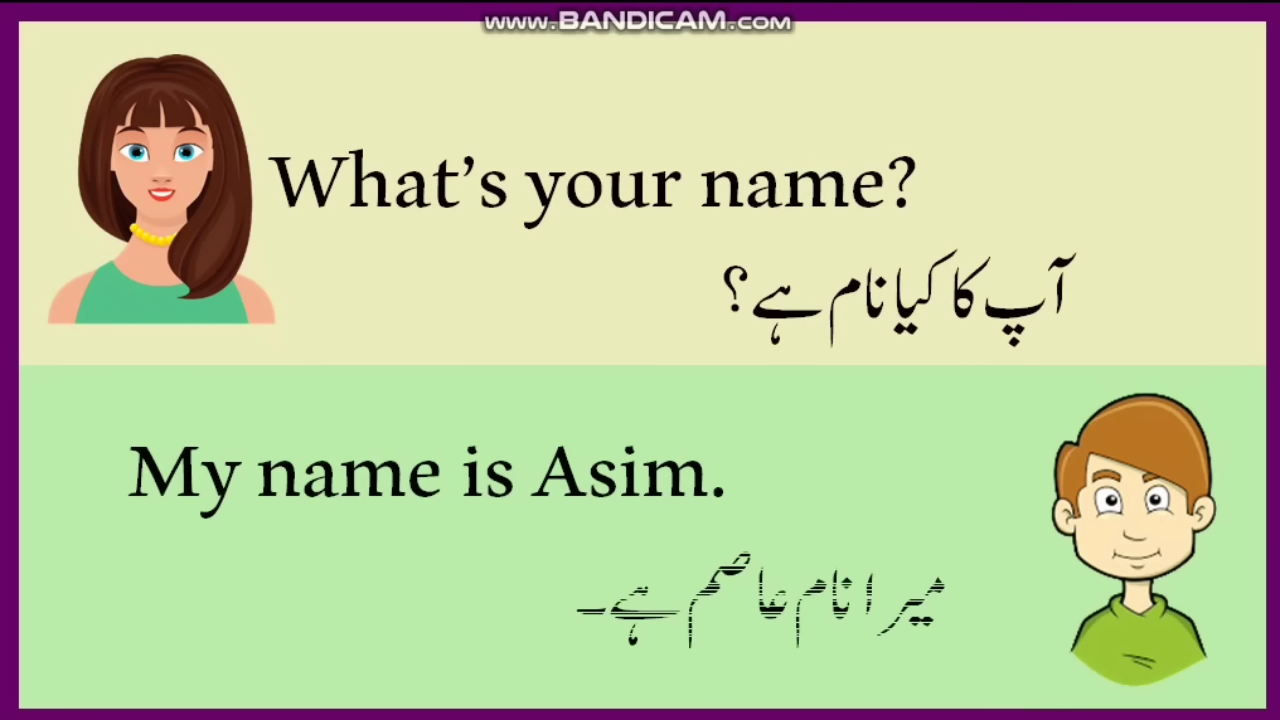 www.BANDICAM.com
What’s your name?
آپ کا کیا نام ہے؟
My name is Asim.
میرا نام عاصم ہے۔